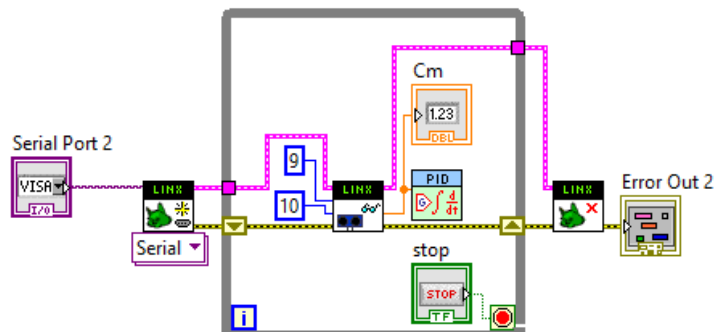 Cm
1.23
DBL
Serial Port 2
VISA
I/O
LINX
Serial
9
10
LINX
PID
G
∫ d/dt
LINX
Error Out 2
stop
STOP
TF
i